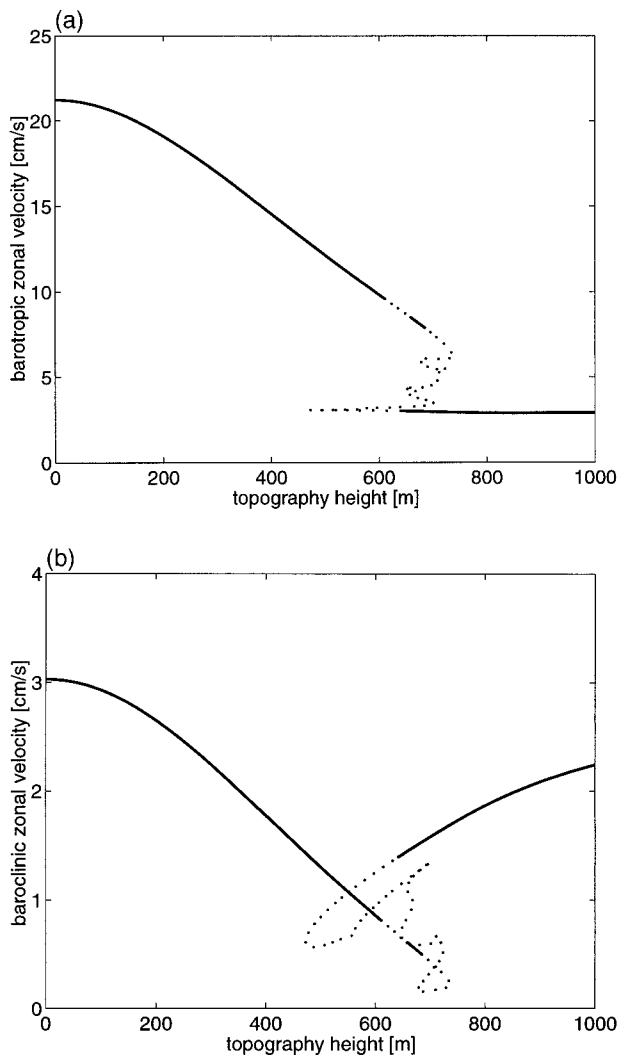 (a)
25
20
15
10
5
0
barotropic zonal velocity [cm/s]
0 200 400 600 800 1000
topography height [m]
(b)
4
3
2
1
0
baroclinic zonal velocity [cm/s]
0 200 400 600 800 1000
topography height [m]